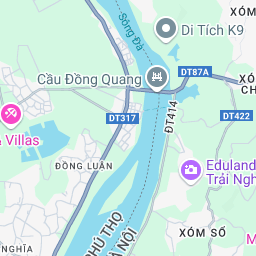 XÓM
Sông Đà
Di Tích K9
DT87A
Cầu Đồng Quang
XÓM
CH
DT317
DT414
DT422
Villas
ĐỒNG LUẬN
Eduland
Trải Ngh
PHÚ THỌ
HÀ NỘI
XÓM SỐ
NGHĨA
M